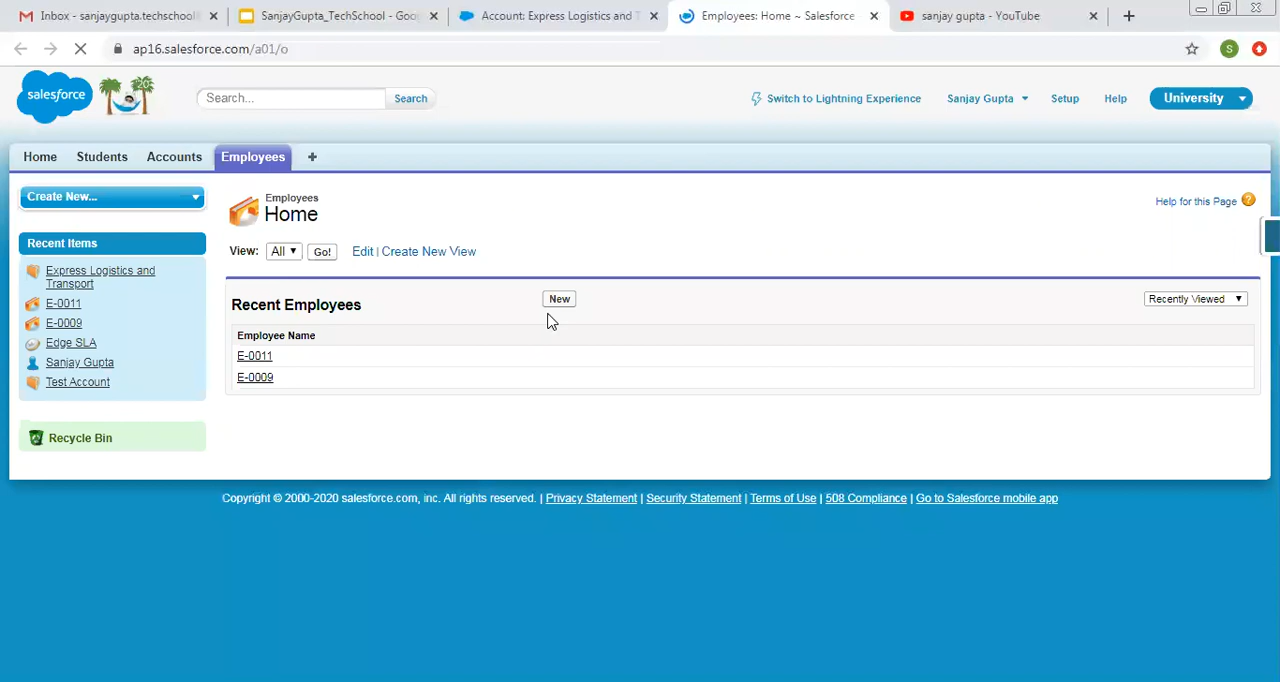 Inbox - sanjaygupta.techschool
SanjayGupta_TechSchool - Goo
Account: Express Logistics and T
Employees: Home ~ Salesforce
sanjay gupta - YouTube
ap16.salesforce.com/a01/o
S
salesforce
20
Search...
Search
Switch to Lightning Experience
Sanjay Gupta
Setup
Help
University
Home
Students
Accounts
Employees
Create New...
Recent Items
Express Logistics and
Transport
E-0011
E-0009
Edge SLA
Sanjay Gupta
Test Account
Recycle Bin
Employees
Home
Help for this Page
View: All Go! Edit | Create New View
Recent Employees
New
Recently Viewed
Employee Name
E-0011
E-0009
Copyright © 2000-2020 salesforce.com, inc. All rights reserved. | Privacy Statement | Security Statement | Terms of Use | 508 Compliance | Go to Salesforce mobile app